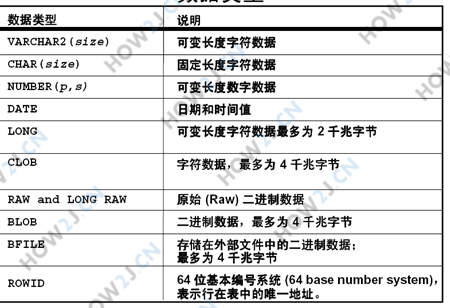 数据类型 说明
VARCHAR2(size) 可变长度字符数据
CHAR(size) 固定长度字符数据
NUMBER(p,s) 可变长度数字数据
DATE 日期和时间值
LONG 可变长度字符数据最多为 2 千兆字节
CLOB 字符数据，最多为 4 千兆字节
RAW and LONG RAW 原始 (Raw) 二进制数据
BLOB 二进制数据，最多为 4 千兆字节
BFILE 存储在外部文件中的二进制数据；
最多为 4 千兆字节
ROWID 64 位基本编号系统 (64 base number system)，
表示行在表中的唯一地址。
HOW2J.CN
HOW2J.CN
HOW2J.CN
HOW2J.CN
HOW2J.CN